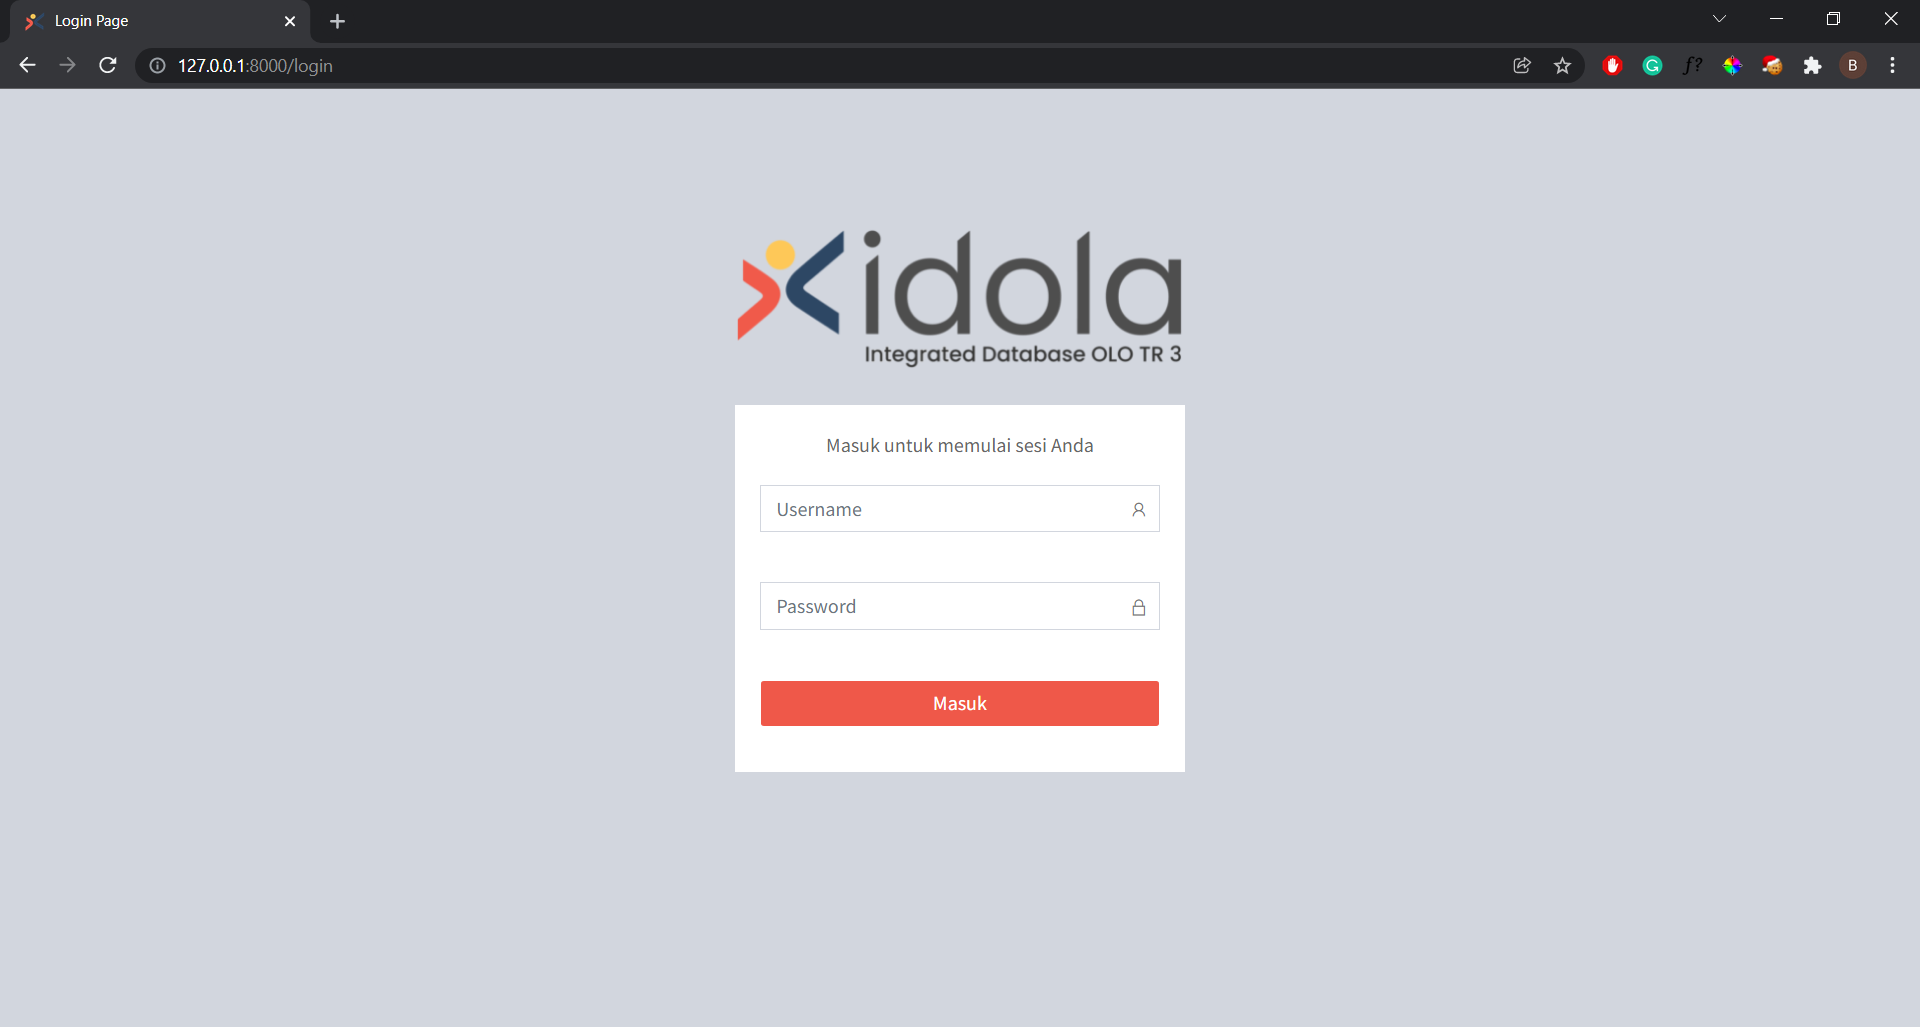 Login Page
127.0.0.1:8000/login
f?
B
idola
Integrated Database OLO TR 3
Masuk untuk memulai sesi Anda
Username
Password
Masuk